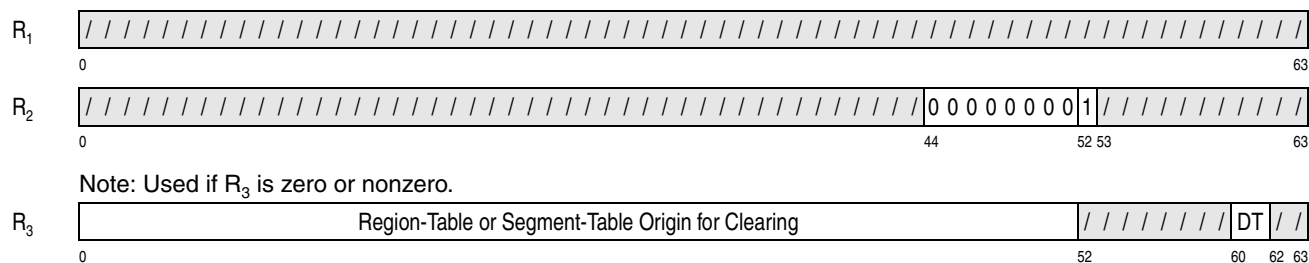 R1 / / / / / / / / / / / / / / / / / / / / / / / / / / / / / / / / / / / / / / / / / / / / / / / / / / / / / / / / / / / / / / / /
0 63
R2 / / / / / / / / / / / / / / / / / / / / / / / / / / / / / / / / / / / / / / / / / / / / 0 0 0 0 0 0 0 0 1 / / / / / / / / / / /
0 44 52 53 63
Note: Used if R3 is zero or nonzero.
R3 Region-Table or Segment-Table Origin for Clearing / / / / / / / / DT / /
0 52 60 62 63